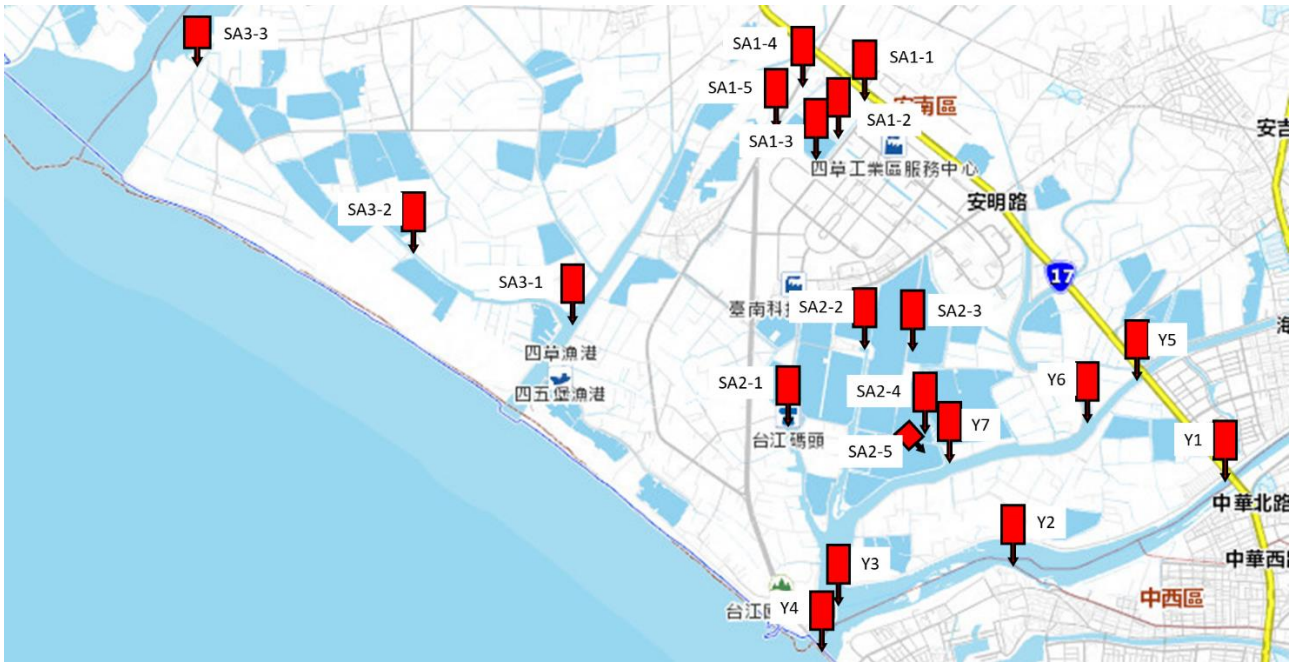 SA3-3
SA1-4
SA1-1
SA1-5
安南區
SA1-2
安吉
SA1-3
四草工業區服務中心
安明路
SA3-2
17
SA3-1
臺南科
SA2-2
SA2-3
海
四草漁港
Y5
四五堡漁港
SA2-1
SA2-4
Y6
Y7
台江碼頭
SA2-5
Y1
中華北路
Y2
中華西路
Y3
台江
Y4
中西區